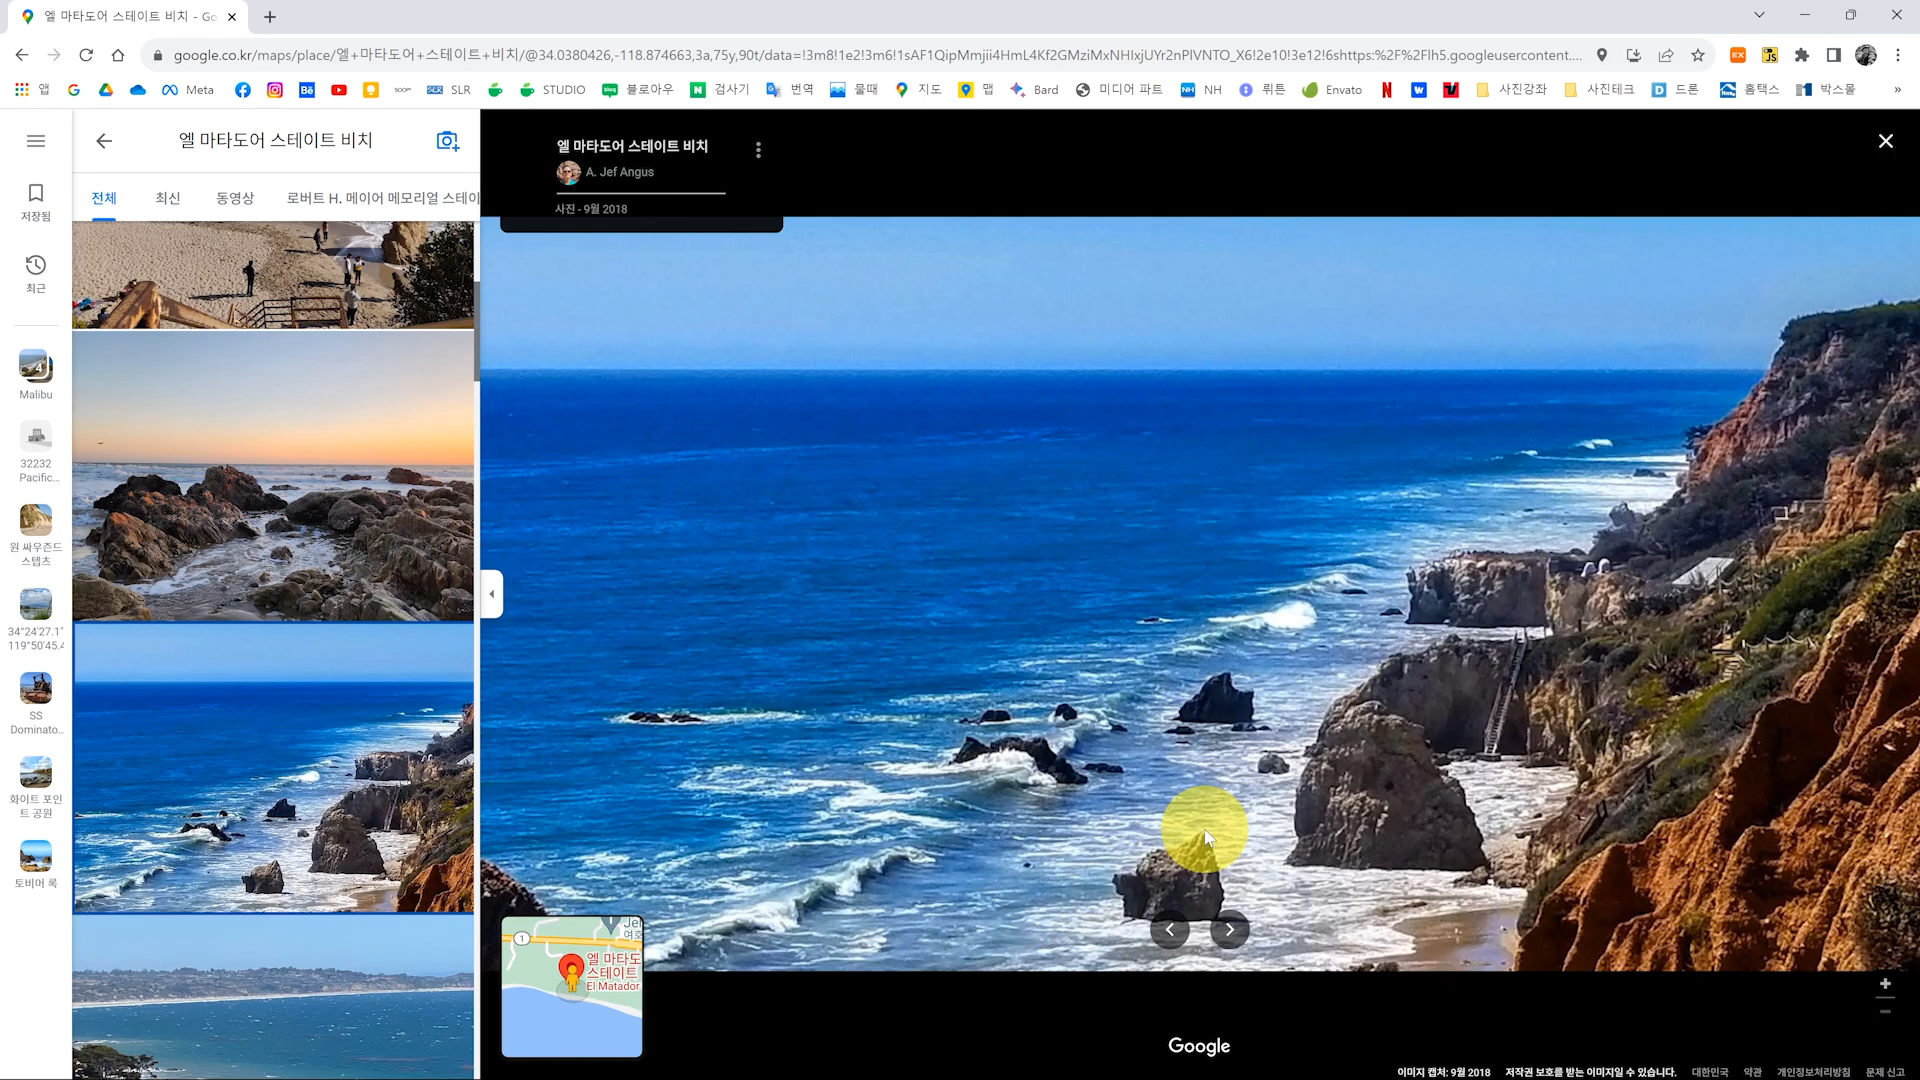 엘 마타도어 스테이트 비치 - Go
google.co.kr/maps/place/엘+마타도어+스테이트+비치/@34.0380426,-118.874663,3a,75y,90t/data=!3m8!1e2!3m6!1sAF1QipMmjii4HmL4Kf2GMziMxNHIxjUYr2nPlVNTO_X6!2e10!3e12!6shttps:%2F%2Flh5.googleusercontent....
앱 Meta SLR STUDIO 블로아우 검사기 번역 물때 지도 맵 Bard 미디어 파트 NH 뤼튼 Envato 사진강좌 사진테크 드론 홈택스 박스몰 »
엘 마타도어 스테이트 비치
전체 최신 동영상 로버트 H. 메이어 메모리얼 스테이
저장됨
최근
4
Malibu
32232
Pacific...
원 싸우즌드
스텝츠
34°24'27.1"
119°50'45.4
SS
Dominato...
화이트 포인
트 공원
토비머 록
엘 마타도어 스테이트 비치
A. Jef Angus
사진 - 9월 2018
1
Jef
여호
엘 마타도
스테이트
El Matador
Google
이미지 캡처: 9월 2018 저작권 보호를 받는 이미지일 수 있습니다. 대한민국 약관 개인정보처리방침 문제 신고